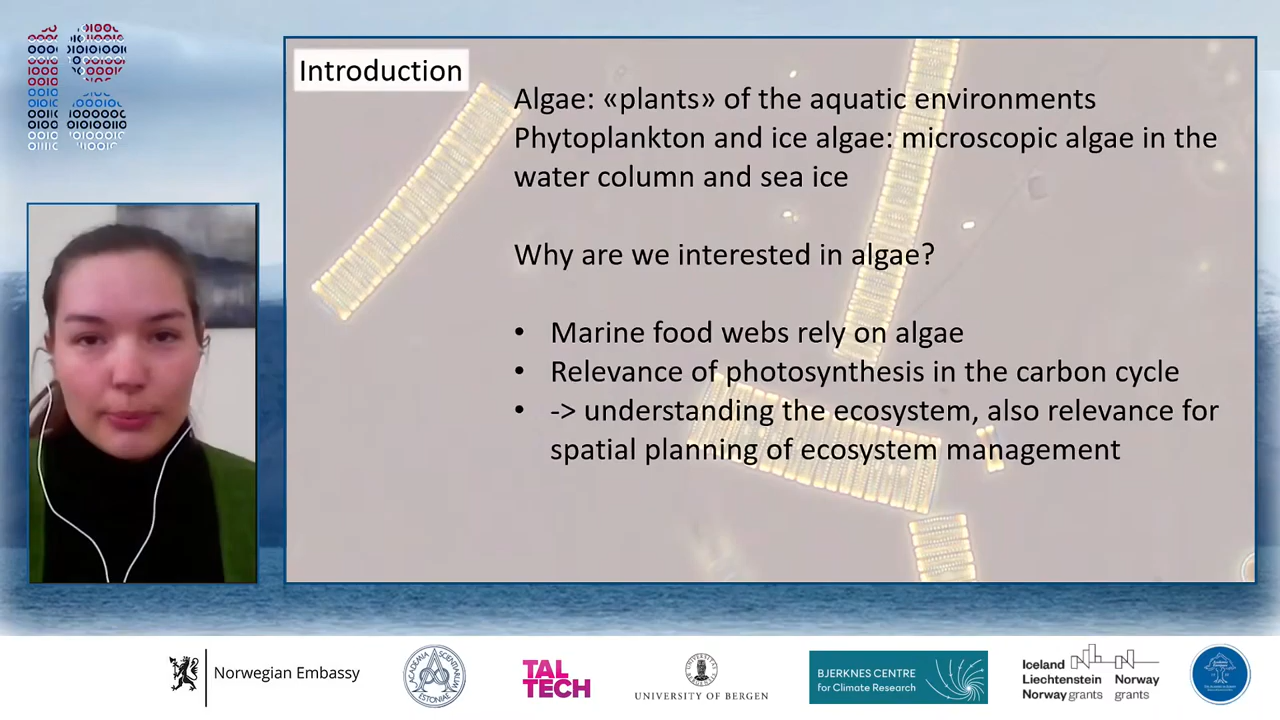 Introduction
Algae: «plants» of the aquatic environments
Phytoplankton and ice algae: microscopic algae in the
water column and sea ice
Why are we interested in algae?
• Marine food webs rely on algae
• Relevance of photosynthesis in the carbon cycle
• -> understanding the ecosystem, also relevance for
spatial planning of ecosystem management
Norwegian Embassy
TAL
TECH
UNIVERSITY OF BERGEN
BJERKNES CENTRE
for Climate Research
Iceland
Liechtenstein
Norway grants
Norway
grants